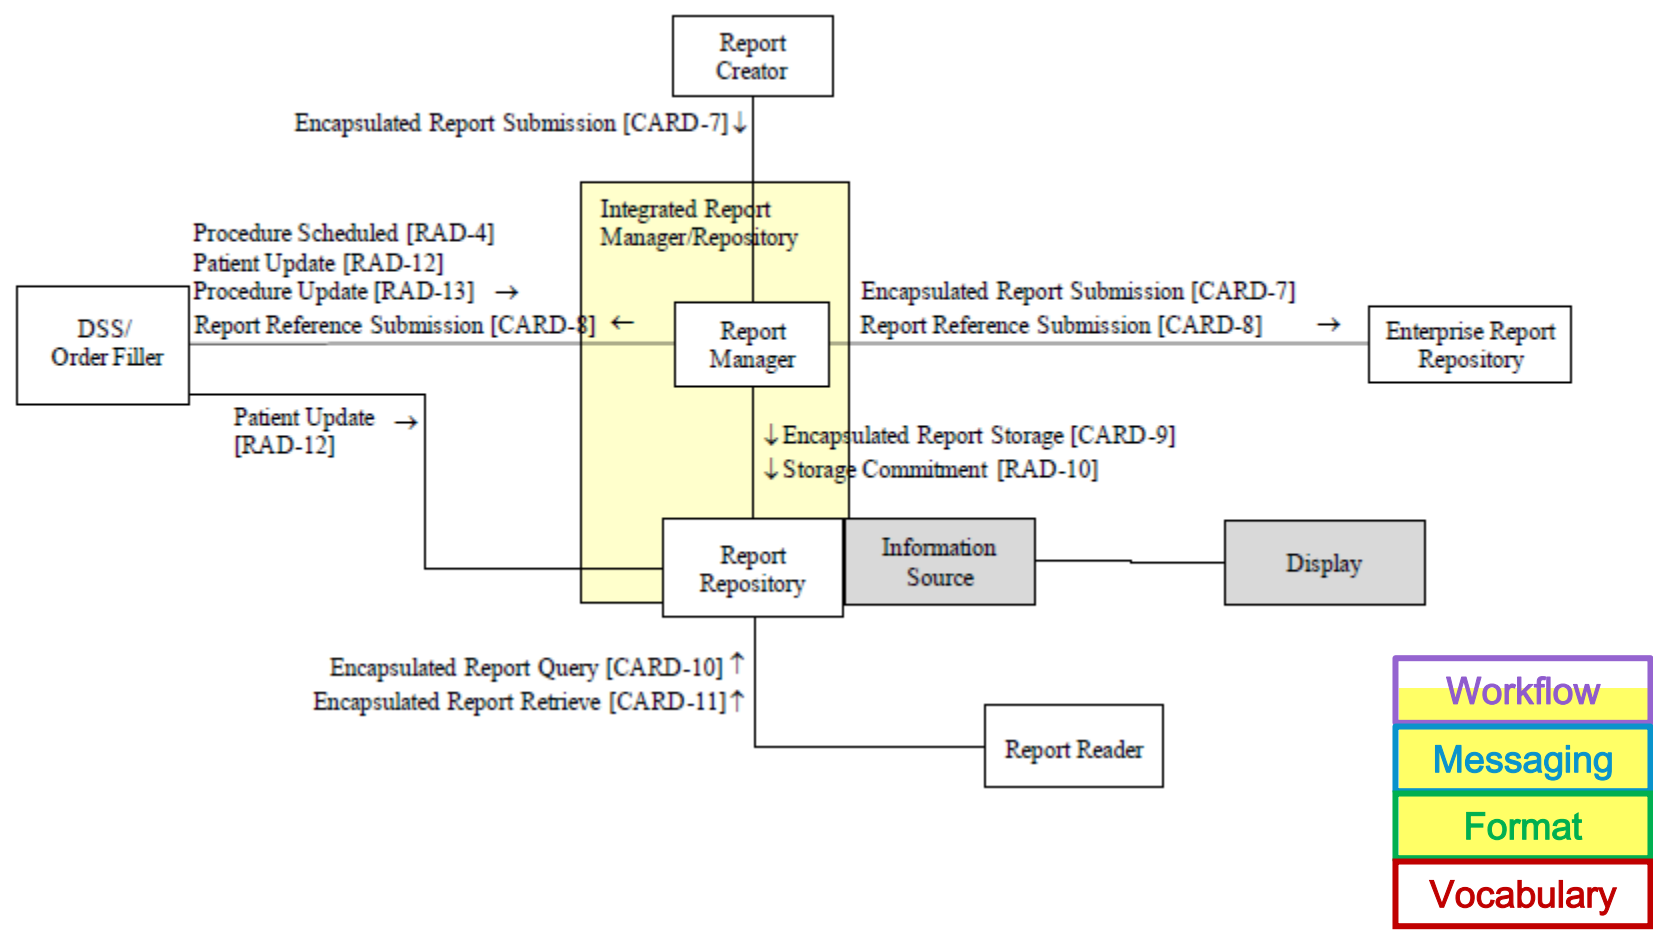 Report
Creator
Encapsulated Report Submission [CARD-7]↓
Integrated Report
Manager/Repository
Procedure Scheduled [RAD-4]
Patient Update [RAD-12]
Procedure Update [RAD-13] →
Report Reference Submission [CARD-8] ←
DSS/
Order Filler
Report
Manager
Encapsulated Report Submission [CARD-7]
Report Reference Submission [CARD-8] →
Enterprise Report
Repository
Patient Update →
[RAD-12]
↓Encapsulated Report Storage [CARD-9]
↓Storage Commitment [RAD-10]
Report
Repository
Information
Source
Display
Encapsulated Report Query [CARD-10]↑
Encapsulated Report Retrieve [CARD-11]↑
Report Reader
Workflow
Messaging
Format
Vocabulary